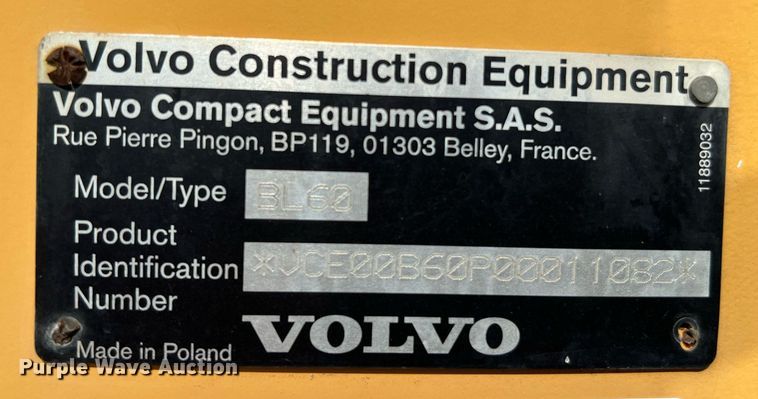 Volvo Construction Equipment
Volvo Compact Equipment S.A.S.
Rue Pierre Pingon, BP119, 01303 Belley, France.
11889032
Model/Type BL60
Product
Identification *VCE00B60P00011082*
Number
VOLVO
Made in Poland
Purple Wave Auction